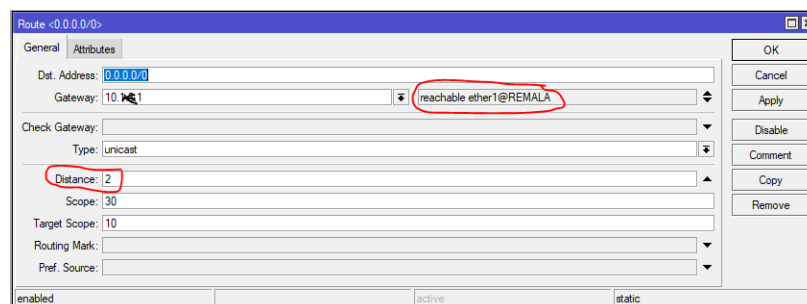 Route <0.0.0.0/0>
General Attributes
OK
Dst. Address: 0.0.0.0/0
Cancel
Gateway: reachable ether1@REMALA
Apply
Check Gateway:
Disable
Type: unicast
Comment
Distance: 2
Copy
Scope: 30
Remove
Target Scope: 10
Routing Mark:
Pref. Source:
enabled active static